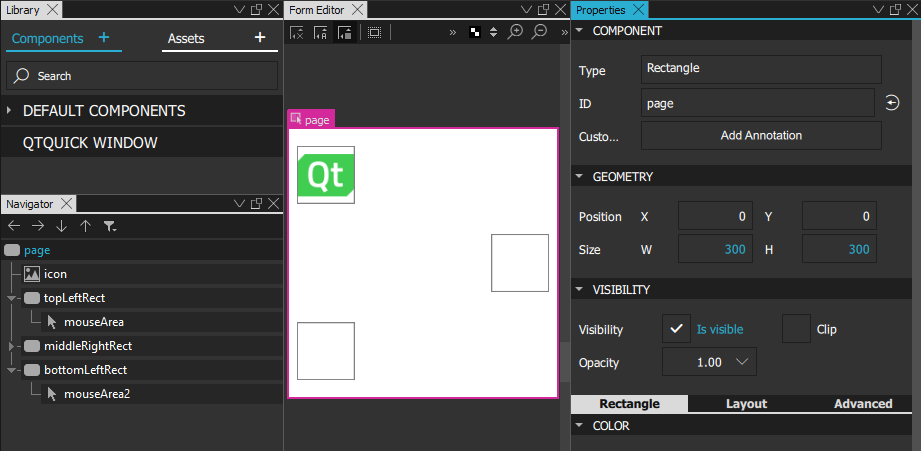 Library
Components +
Assets +
Search
DEFAULT COMPONENTS
QTQUICK WINDOW
Navigator
page
icon
topLeftRect
mouseArea
middleRightRect
bottomLeftRect
mouseArea2
Form Editor
page
Qt
Properties
COMPONENT
Type Rectangle
ID page
Custo... Add Annotation
GEOMETRY
Position X 0 Y 0
Size W 300 H 300
VISIBILITY
Visibility Is visible Clip
Opacity 1.00
Rectangle Layout Advanced
COLOR